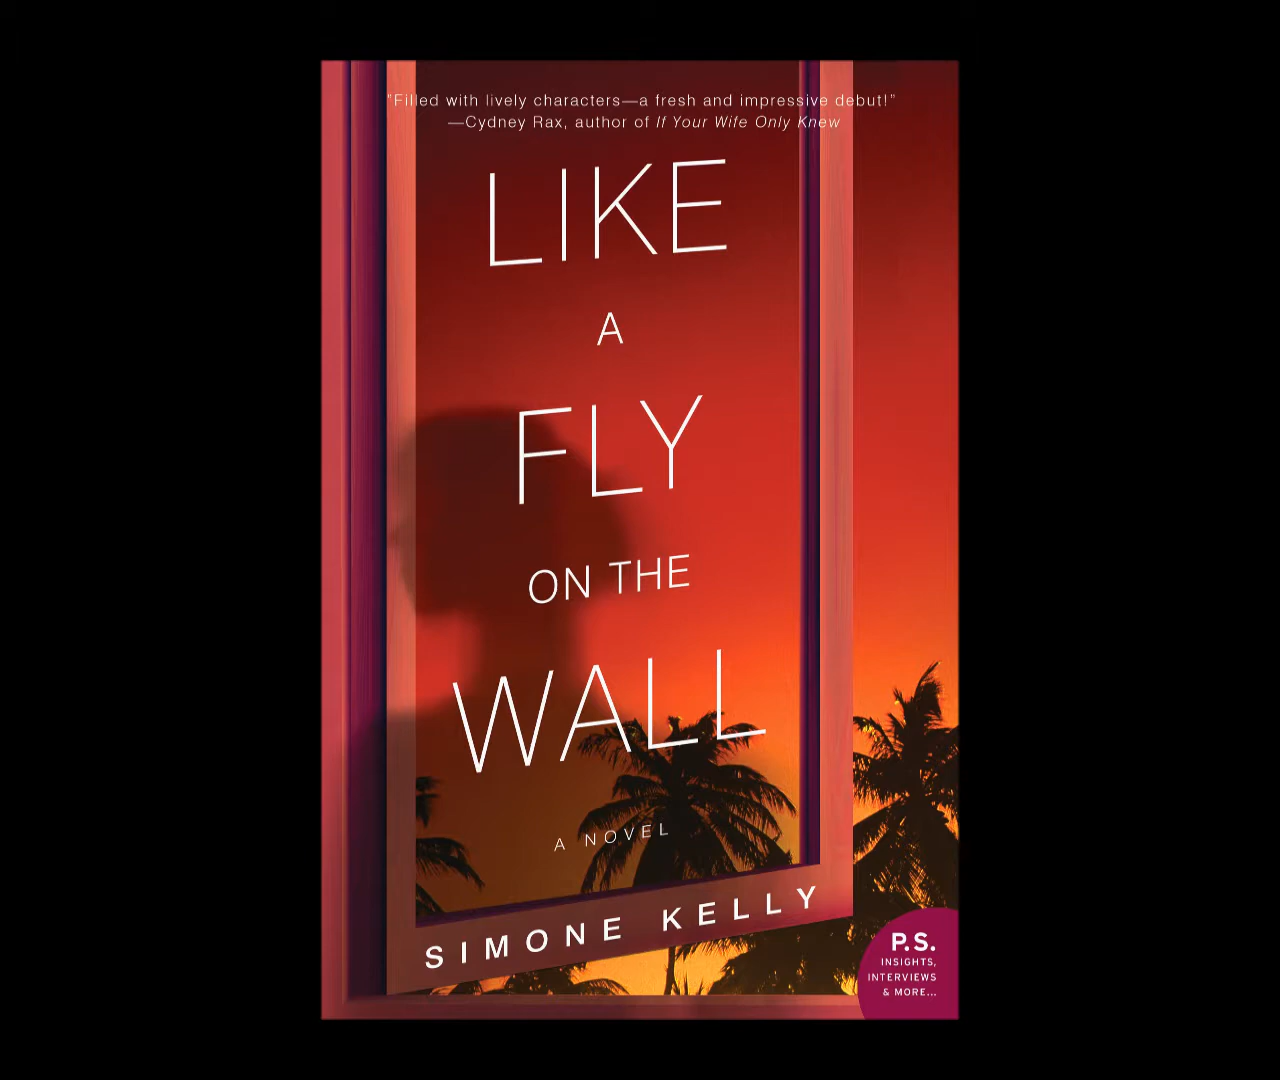 "Filled with lively characters—a fresh and impressive debut!"
—Cydney Rax, author of If Your Wife Only Knew
LIKE
A
FLY
ON THE
WALL
A NOVEL
SIMONE KELLY
P.S.
INSIGHTS,
INTERVIEWS
& MORE...